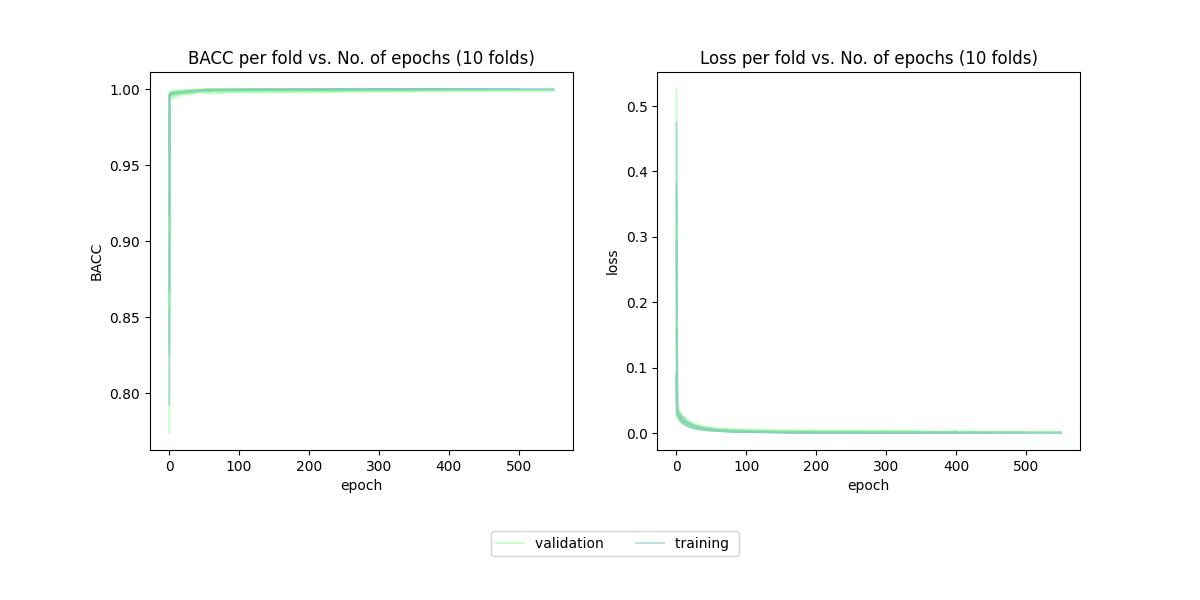 BACC per fold vs. No. of epochs (10 folds)
1.00
0.95
0.90
0.85
0.80
BACC
0 100 200 300 400 500
epoch
Loss per fold vs. No. of epochs (10 folds)
0.5
0.4
0.3
0.2
0.1
0.0
loss
0 100 200 300 400 500
epoch
validation training